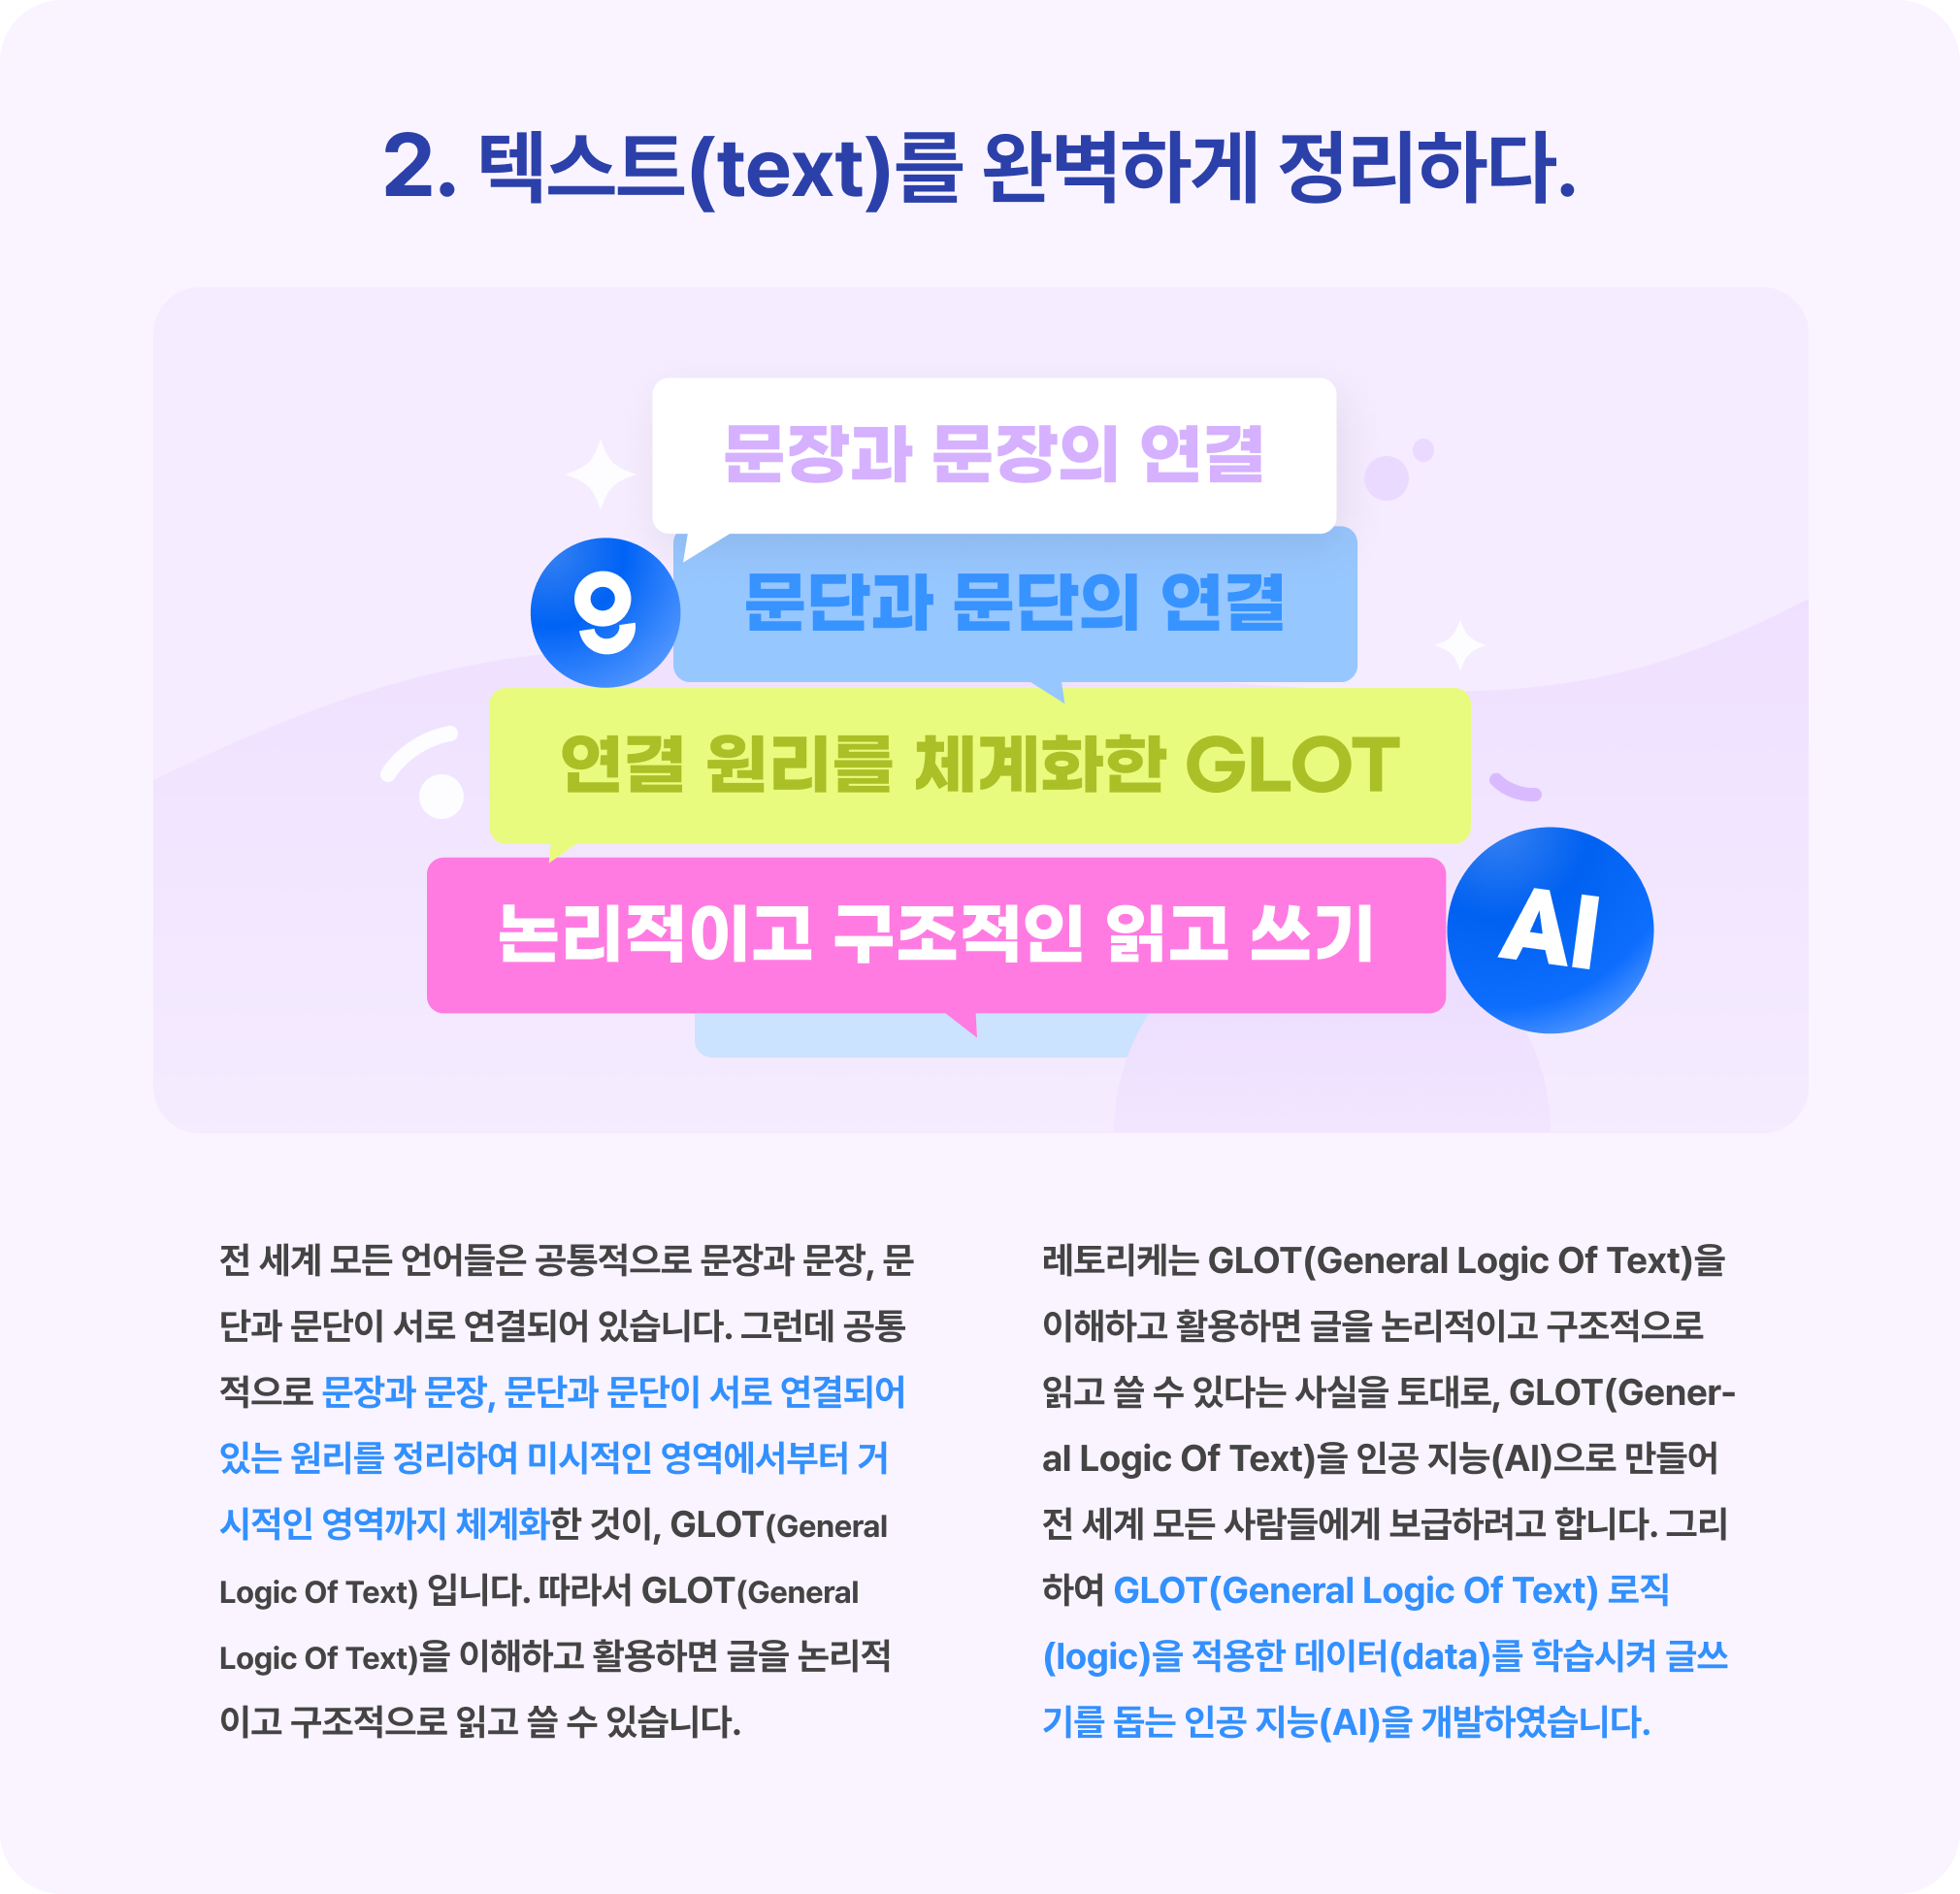 2. 텍스트(text)를 완벽하게 정리하다.
문장과 문장의 연결
문단과 문단의 연결
g
연결 원리를 체계화한 GLOT
논리적이고 구조적인 읽고 쓰기
AI
전 세계 모든 언어들은 공통적으로 문장과 문장, 문
단과 문단이 서로 연결되어 있습니다. 그런데 공통
적으로 문장과 문장, 문단과 문단이 서로 연결되어
있는 원리를 정리하여 미시적인 영역에서부터 거
시적인 영역까지 체계화한 것이, GLOT(General
Logic Of Text) 입니다. 따라서 GLOT(General
Logic Of Text)을 이해하고 활용하면 글을 논리적
이고 구조적으로 읽고 쓸 수 있습니다.
레토리케는 GLOT(General Logic Of Text)을
이해하고 활용하면 글을 논리적이고 구조적으로
읽고 쓸 수 있다는 사실을 토대로, GLOT(Gener-
al Logic Of Text)을 인공 지능(AI)으로 만들어
전 세계 모든 사람들에게 보급하려고 합니다. 그리
하여 GLOT(General Logic Of Text) 로직
(logic)을 적용한 데이터(data)를 학습시켜 글쓰
기를 돕는 인공 지능(AI)을 개발하였습니다.